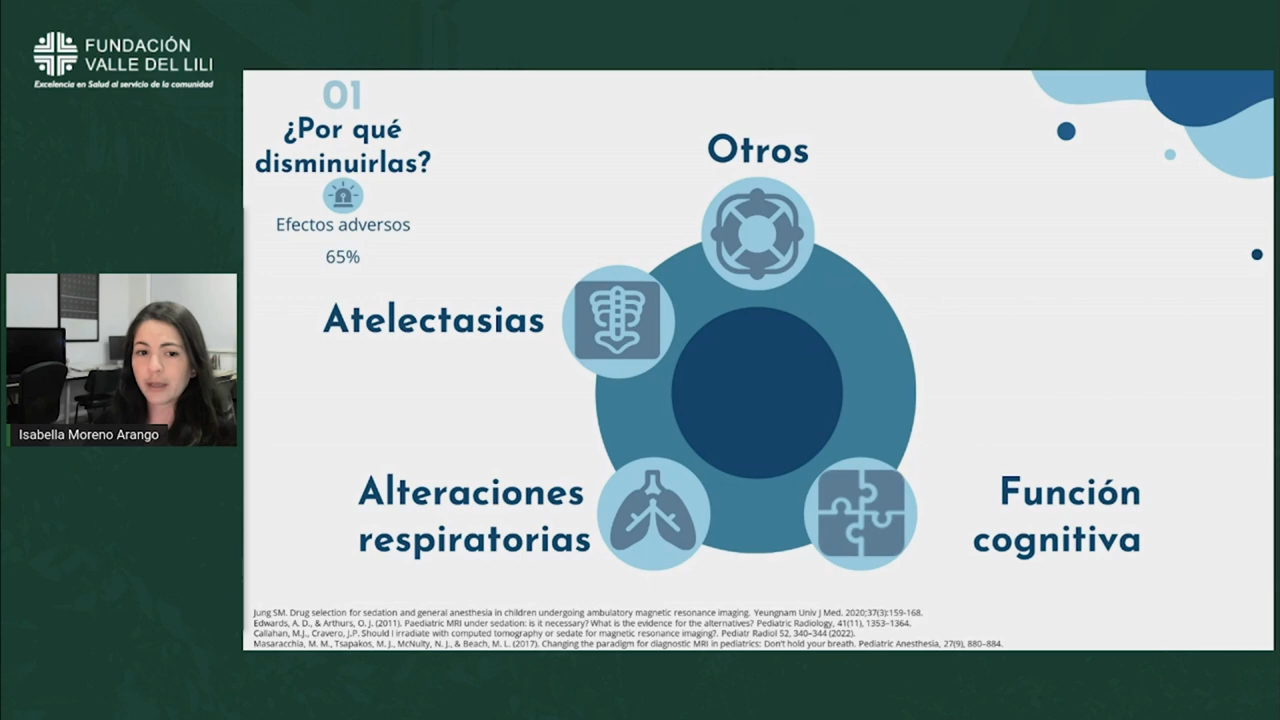 FUNDACIÓN
VALLE DEL LILI
Excelencia en Salud al servicio de la comunidad
01
¿Por qué
disminuirlas?
Efectos adversos
65%
Otros
Atelectasias
Alteraciones
respiratorias
Función
cognitiva
Isabella Moreno Arango
Jung SM. Drug selection for sedation and general anesthesia in children undergoing ambulatory magnetic resonance imaging. Yeungnam Univ J Med. 2020;37(3):159-168.
Edwards, A. D., & Arthurs, O. J. (2011). Paediatric MRI under sedation: is it necessary? What is the evidence for the alternatives? Pediatric Radiology, 41(11), 1353–1364.
Callahan, M.J., Cravero, J.P. Should I irradiate with computed tomography or sedate for magnetic resonance imaging?. Pediatr Radiol 52, 340–344 (2022).
Masaracchia, M. M., Tsapakos, M. J., McNulty, N. J., & Beach, M. L. (2017). Changing the paradigm for diagnostic MRI in pediatrics: Don't hold your breath. Pediatric Anesthesia, 27(9), 880–884.